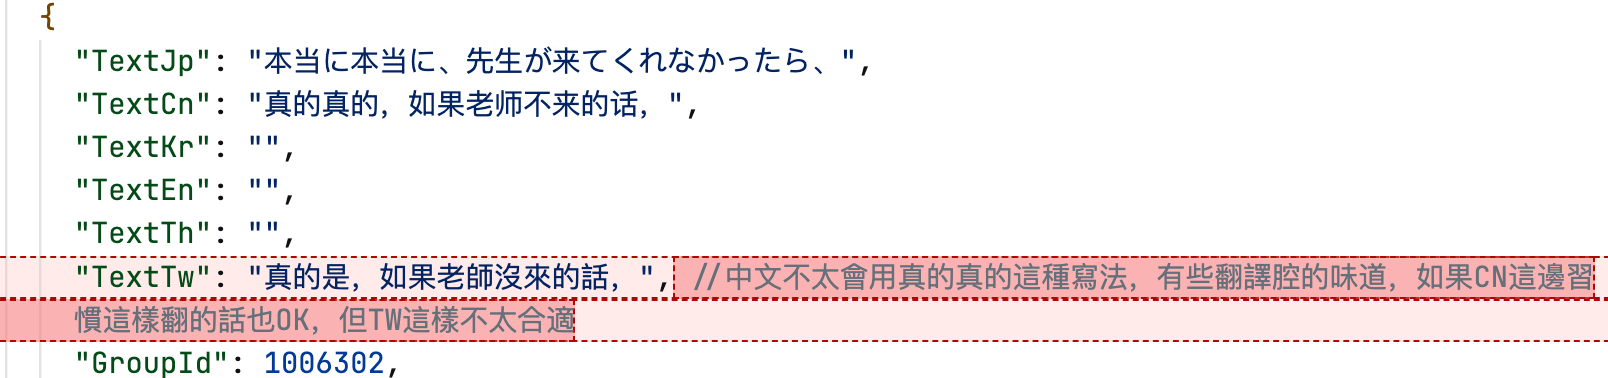 {
"TextJp": "本当に本当に、先生が来てくれなかったら、",
"TextCn": "真的真的，如果老师不来的话，",
"TextKr": "",
"TextEn": "",
"TextTh": "",
"TextTw": "真的是，如果老師沒來的話，", //中文不太會用真的真的這種寫法，有些翻譯腔的味道，如果CN這邊習
慣這樣翻的話也OK，但TW這樣不太合適
"GroupId": 1006302,